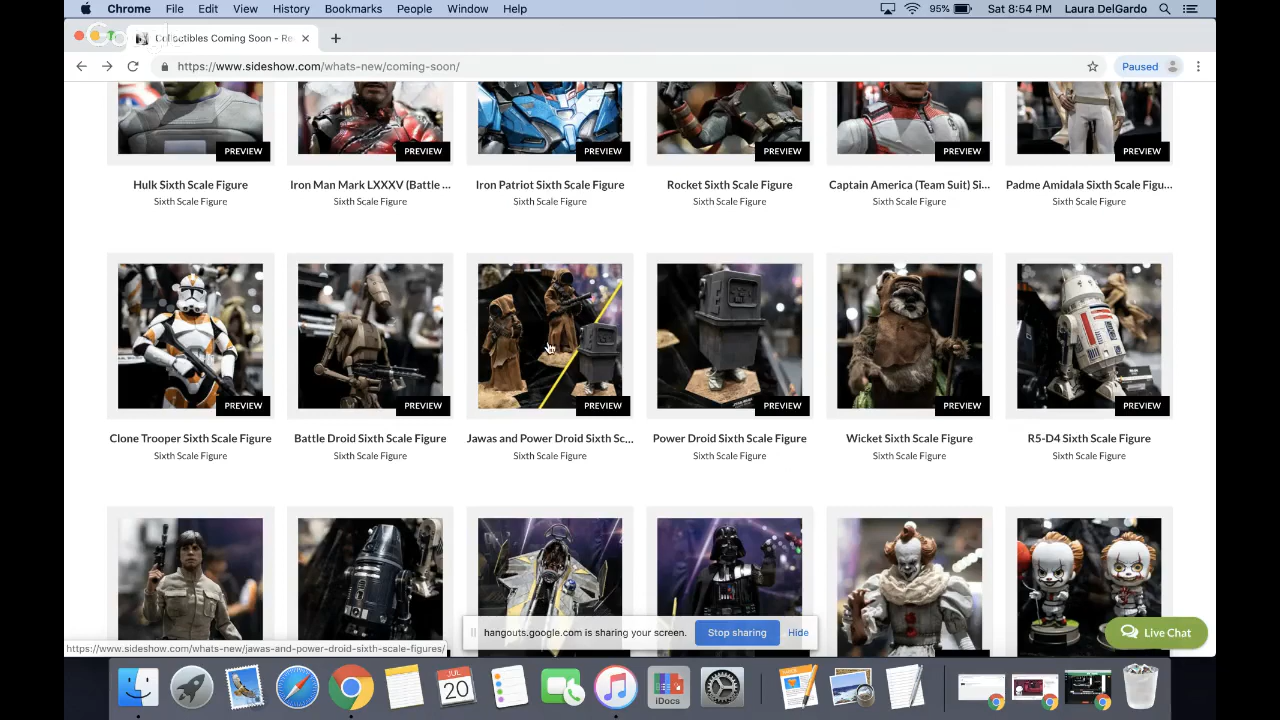 Chrome File Edit View History Bookmarks People Window Help 95% Sat 8:54 PM Laura DelGardo
Collectibles Coming Soon - Re
https://www.sideshow.com/whats-new/coming-soon/ Paused
PREVIEW PREVIEW PREVIEW PREVIEW PREVIEW PREVIEW
Hulk Sixth Scale Figure Iron Man Mark LXXXV (Battle ... Iron Patriot Sixth Scale Figure Rocket Sixth Scale Figure Captain America (Team Suit) Si... Padme Amidala Sixth Scale Figu...
Sixth Scale Figure Sixth Scale Figure Sixth Scale Figure Sixth Scale Figure Sixth Scale Figure Sixth Scale Figure
PREVIEW PREVIEW PREVIEW PREVIEW PREVIEW PREVIEW
Clone Trooper Sixth Scale Figure Battle Droid Sixth Scale Figure Jawas and Power Droid Sixth Sc... Power Droid Sixth Scale Figure Wicket Sixth Scale Figure R5-D4 Sixth Scale Figure
Sixth Scale Figure Sixth Scale Figure Sixth Scale Figure Sixth Scale Figure Sixth Scale Figure Sixth Scale Figure
hangouts.google.com is sharing your screen. Stop sharing Hide
Live Chat
https://www.sideshow.com/whats-new/jawas-and-power-droid-sixth-scale-figures/
JUL
20
iDocs